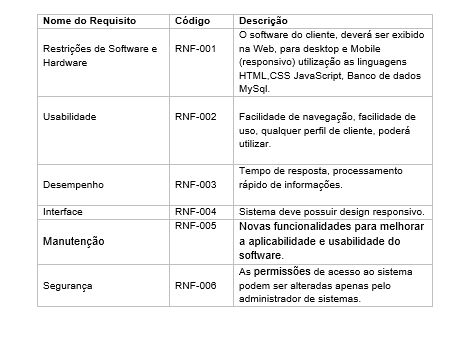 Nome do Requisito Código Descrição
Restrições de Software e Hardware RNF-001 O software do cliente, deverá ser exibido
na Web, para desktop e Mobile
(responsivo) utilização as linguagens
HTML,CSS JavaScript, Banco de dados
MySql.
Usabilidade RNF-002 Facilidade de navegação, facilidade de
uso, qualquer perfil de cliente, poderá
utilizar.
Desempenho RNF-003 Tempo de resposta, processamento
rápido de informações.
Interface RNF-004 Sistema deve possuir design responsivo.
Manutenção RNF-005 Novas funcionalidades para melhorar
a aplicabilidade e usabilidade do
software.
Segurança RNF-006 As permissões de acesso ao sistema
podem ser alteradas apenas pelo
administrador de sistemas.